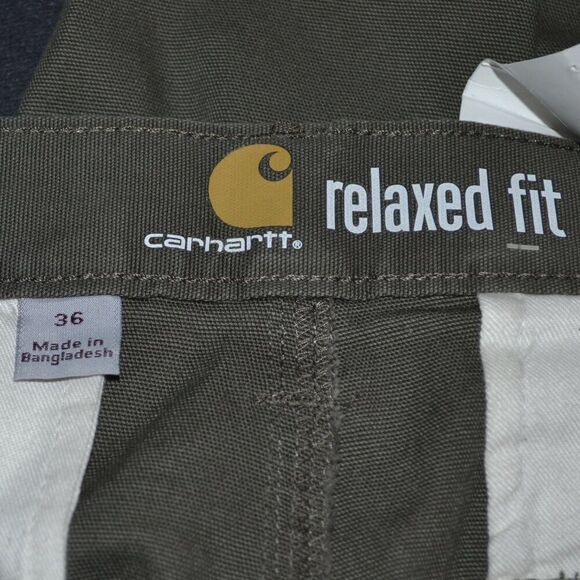 carhartt®
relaxed fit
36
Made in
Bangladesh